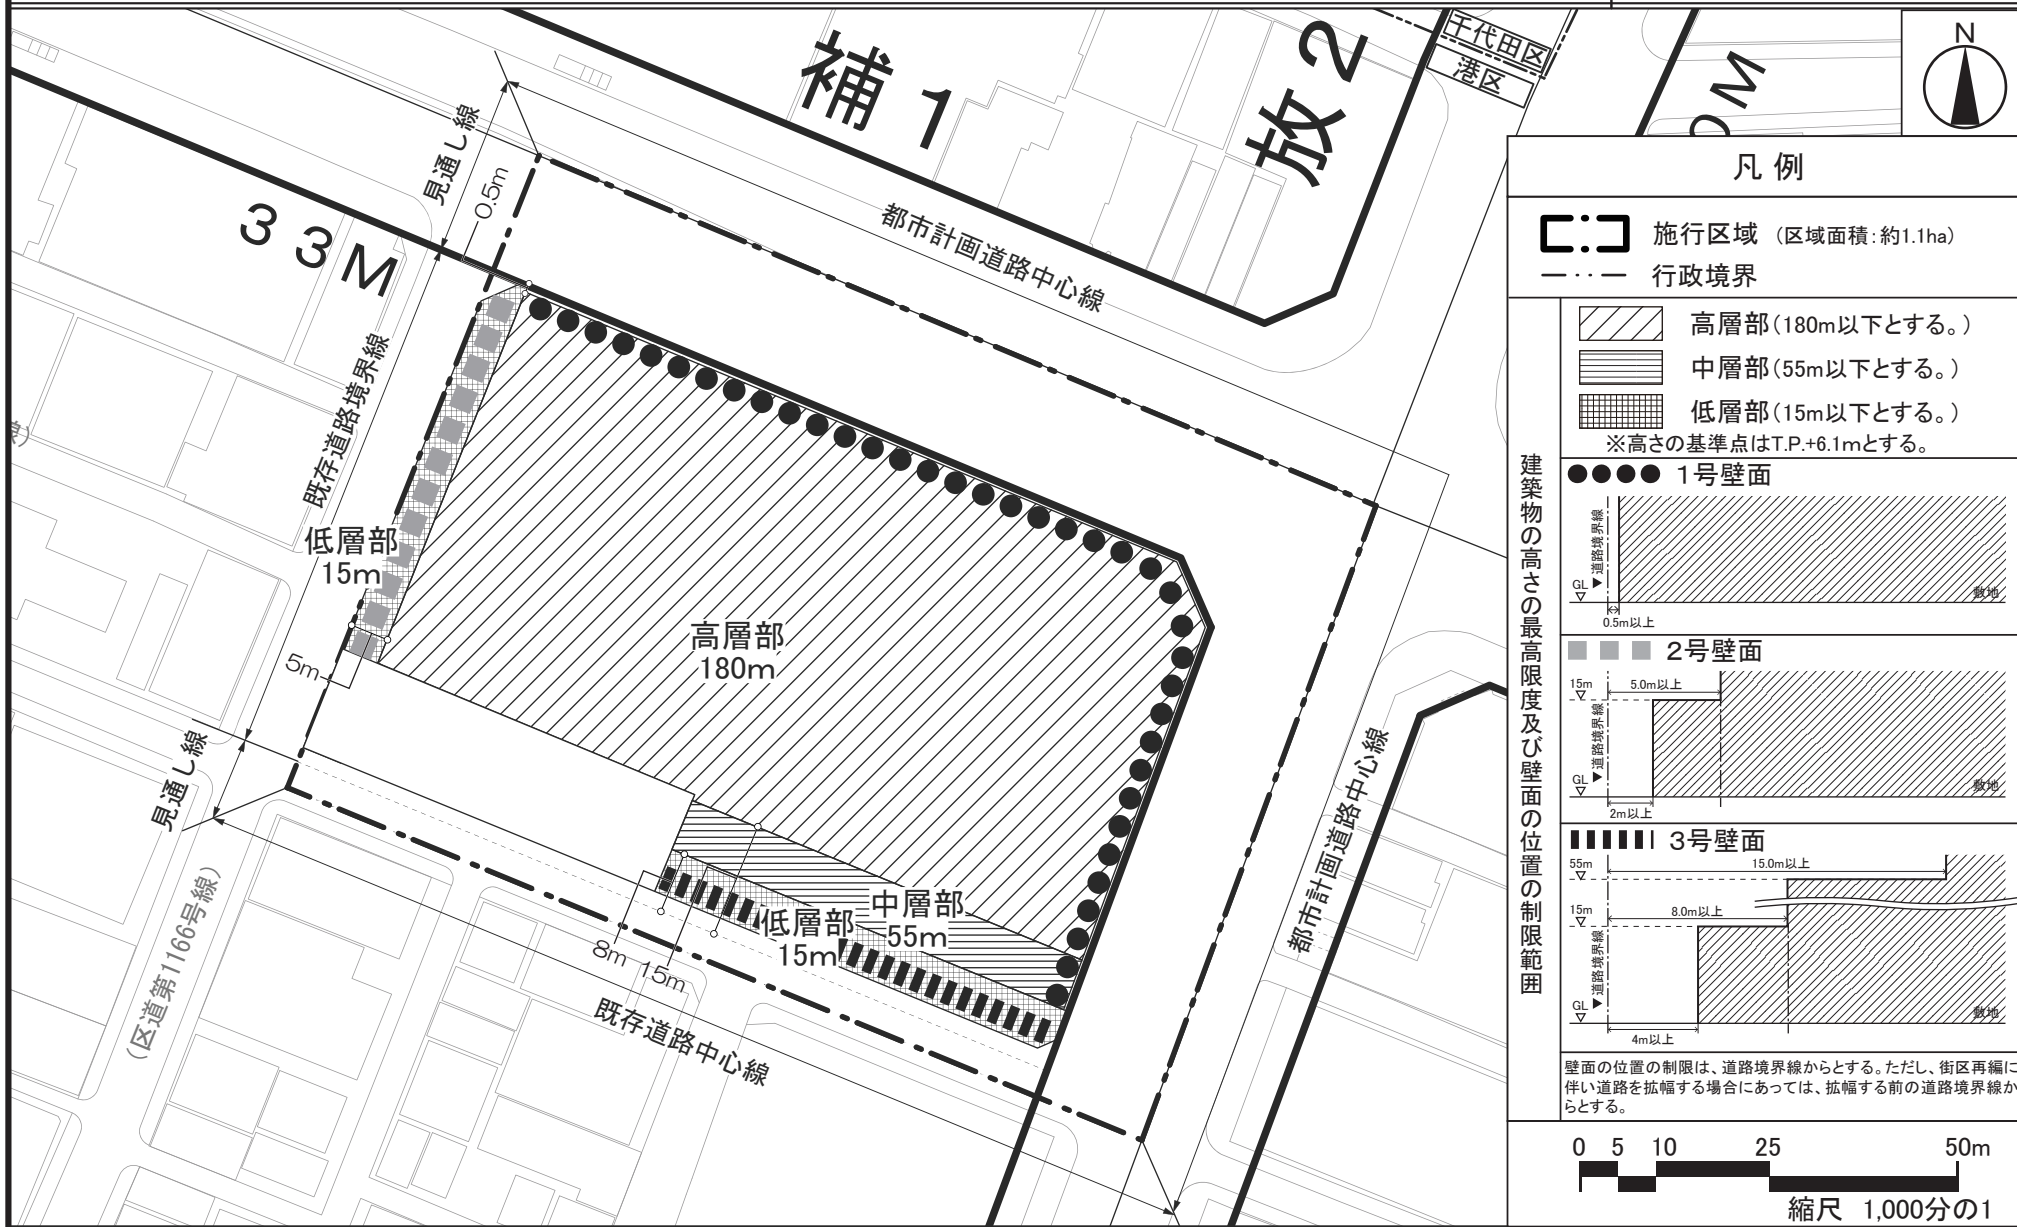 補1
放2
千代田区
港区
N
33M
見通し線
0.5m
都市計画道路中心線
既存道路境界線
低層部
15m
高層部
180m
5m
見通し線
(区道第1166号線)
中層部
55m
低層部
15m
8m
15m
既存道路中心線
都市計画道路中心線
凡例
施行区域 (区域面積:約1.1ha)
行政境界
建築物の高さの最高限度及び壁面の位置の制限範囲
高層部(180m以下とする。)
中層部(55m以下とする。)
低層部(15m以下とする。)
※高さの基準点はT.P.+6.1mとする。
1号壁面
道路境界線
GL
敷地
0.5m以上
2号壁面
15m
5.0m以上
道路境界線
GL
敷地
2m以上
3号壁面
55m
15.0m以上
15m
8.0m以上
道路境界線
GL
敷地
4m以上
壁面の位置の制限は、道路境界線からとする。ただし、街区再編に
伴い道路を拡幅する場合にあっては、拡幅する前の道路境界線か
らとする。
0 5 10 25 50m
縮尺 1,000分の1